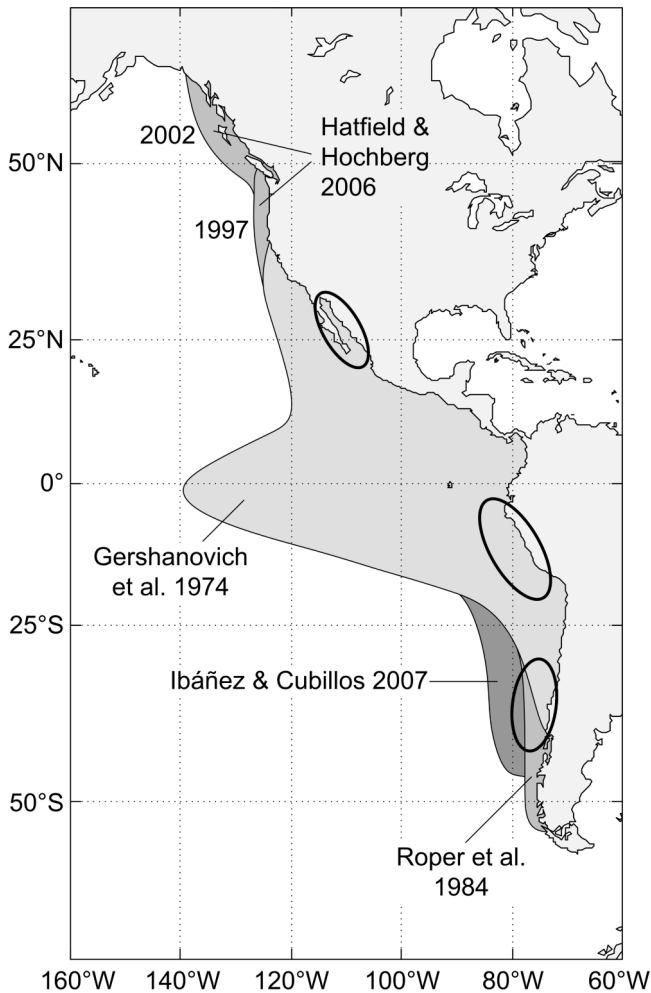 2002
Hatfield &
Hochberg
2006
50°N
1997
25°N
0°
Gershanovich
et al. 1974
25°S
Ibáñez & Cubillos 2007
50°S
Roper et al.
1984
160°W 140°W 120°W 100°W 80°W 60°W